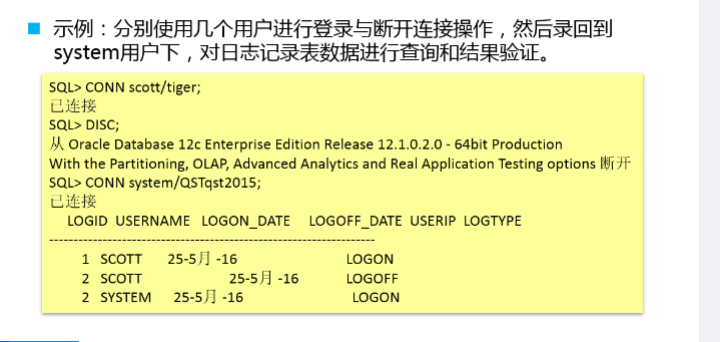 示例：分别使用几个用户进行登录与断开连接操作，然后录回到
system用户下，对日志记录表数据进行查询和结果验证。
SQL> CONN scott/tiger;
已连接
SQL> DISC;
从 Oracle Database 12c Enterprise Edition Release 12.1.0.2.0 - 64bit Production
With the Partitioning, OLAP, Advanced Analytics and Real Application Testing options 断开
SQL> CONN system/QSTqst2015;
已连接
LOGID USERNAME LOGON_DATE LOGOFF_DATE USERIP LOGTYPE
--------------------------------------------------------------------
1 SCOTT 25-5月 -16 LOGON
2 SCOTT 25-5月 -16 LOGOFF
2 SYSTEM 25-5月 -16 LOGON